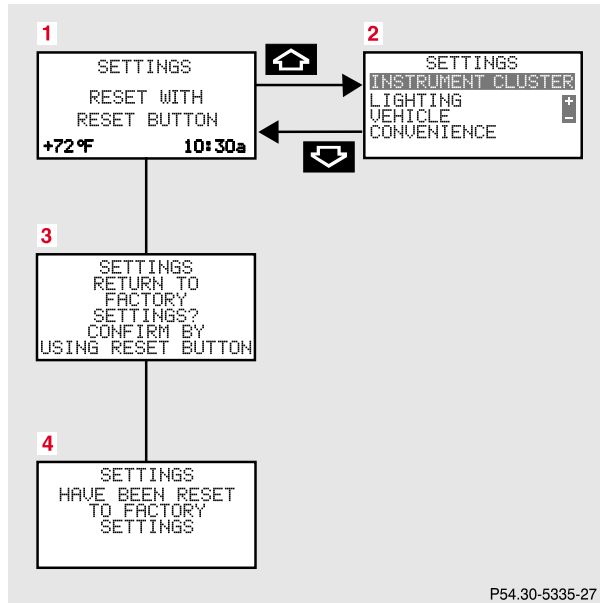 1
SETTINGS
RESET WITH
RESET BUTTON
+72°F 10:30a
2
SETTINGS
INSTRUMENT CLUSTER
LIGHTING +
VEHICLE –
CONVENIENCE
3
SETTINGS
RETURN TO
FACTORY
SETTINGS?
CONFIRM BY
USING RESET BUTTON
4
SETTINGS
HAVE BEEN RESET
TO FACTORY
SETTINGS
P54.30-5335-27